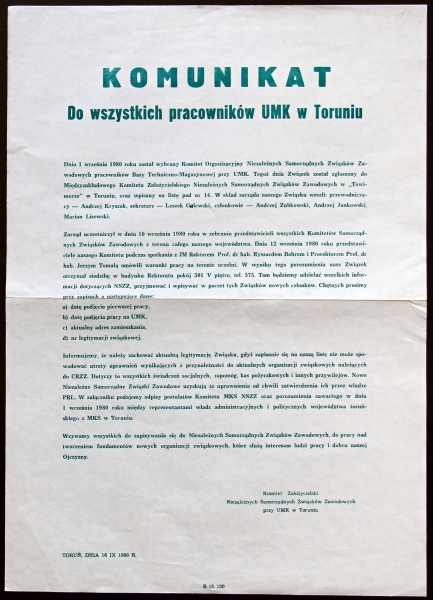 KOMUNIKAT
Do wszystkich pracowników UMK w Toruniu
Dnia 1 września 1980 roku został wybrany Komitet Organizacyjny Niezależnych Samorządnych Związków Za-
wodowych pracowników Bazy Techniczno-Magazynowej przy UMK. Tegoż dnia Związek został zgłoszony do
Międzyzakładowego Komitetu Założycielskiego Niezależnych Samorządnych Związków Zawodowych w „Towi-
morze" w Toruniu, oraz wpisany na listę pod nr 14. W skład zarządu naszego Związku weszli: przewodniczą-
cy — Andrzej Kryszak, sekretarz — Leszek Gulewski, członkowie — Andrzej Zubkowski, Andrzej Jankowski,
Marian Lisewski.
Zarząd uczestniczył w dniu 10 września 1980 roku w zebraniu przedstawicieli wszystkich Komitetów Samorząd-
nych Związków Zawodowych z terenu całego naszego województwa. Dnia 12 września 1980 roku przedstawi-
ciele naszego Komitetu podczas spotkania z JM Rektorem Prof. dr hab. Ryszardem Bohrem i Prorektorem Prof. dr
hab. Jerzym Tomalą omówili warunki pracy na terenie uczelni. W wyniku tego porozumienia nasz Związek
otrzymał siedzibę w budynku Rektoratu pokój 501 V piętro, tel. 575. Tam będziemy udzielać wszelkich infor-
macji dotyczących NSZZ, przyjmować i wpisywać w poczet tych Związków nowych członków. Chętnych prosimy
przy zapisach o następujące dane:
a) datę podjęcia pierwszej pracy,
b) datę podjęcia pracy na UMK,
c) aktualny adres zamieszkania,
d) nr legitymacji związkowej.
Informujemy, że należy zachować aktualną legitymację Związku, gdyż zapisanie się na naszą listę nie może spo-
wodować utraty uprawnień wynikających z przynależności do aktualnych organizacji związkowych należących
do CRZZ. Dotyczy to wszystkich świadczeń socjalnych, zapomóg, kas pożyczkowych i innych przywilejów. Nowe
Niezależne Samorządne Związki Zawodowe uzyskają te uprawnienia od chwili zatwierdzenia ich przez władze
PRL. W załączniku podajemy odpisy postulatów Komitetu MKS NSZZ oraz porozumienia zawartego w dniu
1 września 1980 roku między reprezentantami władz administracyjnych i politycznych województwa toruń-
skiego z MKS w Toruniu.
Wzywamy wszystkich do zapisywania się do Niezależnych Samorządnych Związków Zawodowych, do pracy nad
tworzeniem fundamentów nowych organizacji związkowych, które służą interesom ludzi pracy i dobru naszej
Ojczyzny.
Komitet Założycielski
Niezależnych Samorządnych Związków Zawodowych
przy UMK w Toruniu
TORUŃ, DNIA 16 IX 1980 R.
R-15 100